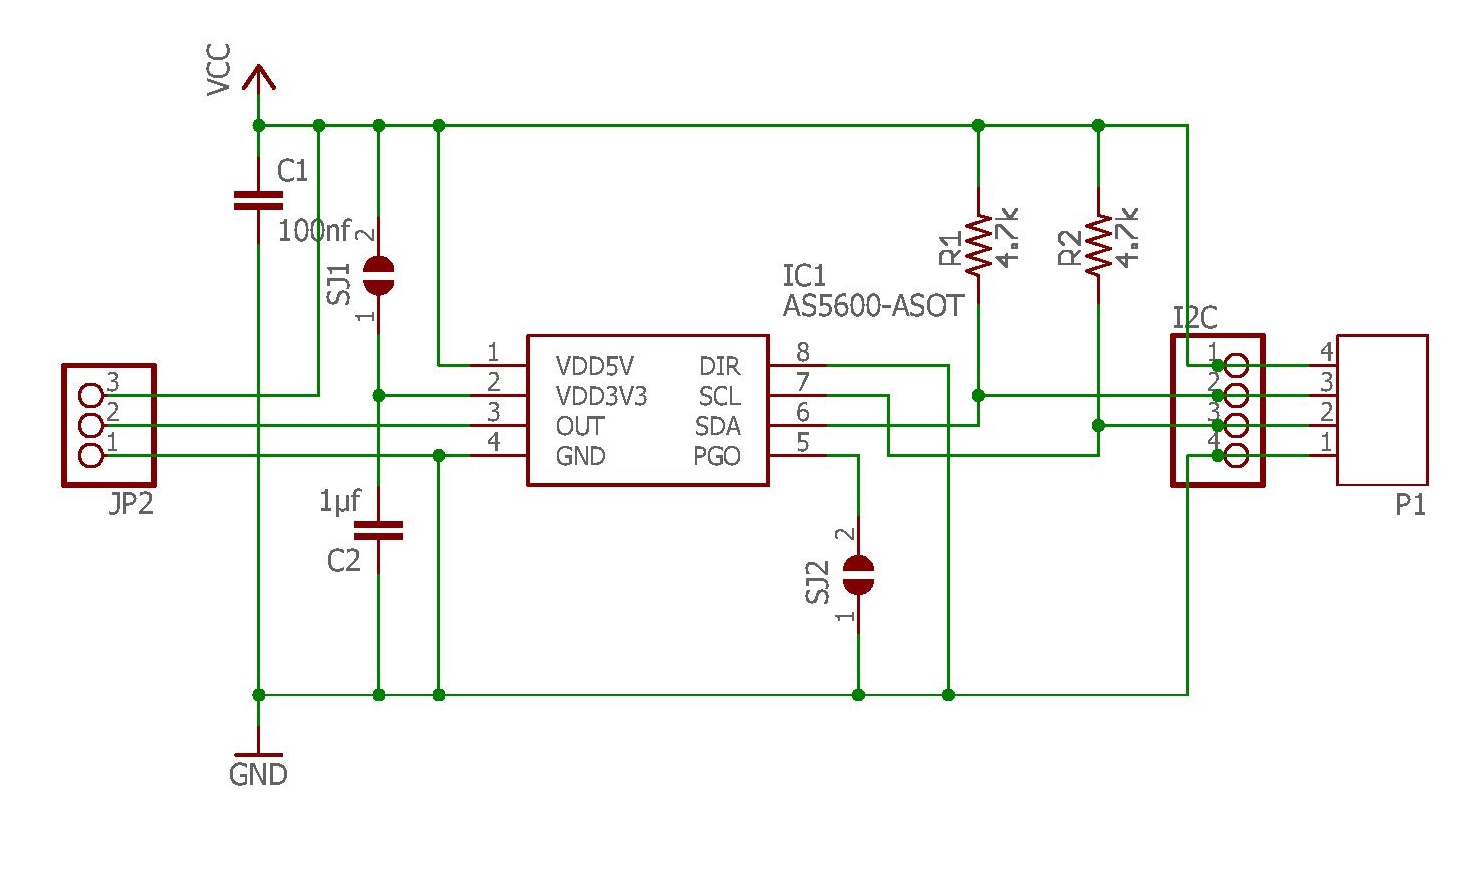 VCC
C1
100nf
2
SJ1
1
IC1
AS5600-ASOT
R1
4.7k
R2
4.7k
I2C
1
2
3
4
4
3
2
1
P1
3
2
1
JP2
1 VDD5V DIR 8
2 VDD3V3 SCL 7
3 OUT SDA 6
4 GND PGO 5
1µf
C2
2
SJ2
1
GND